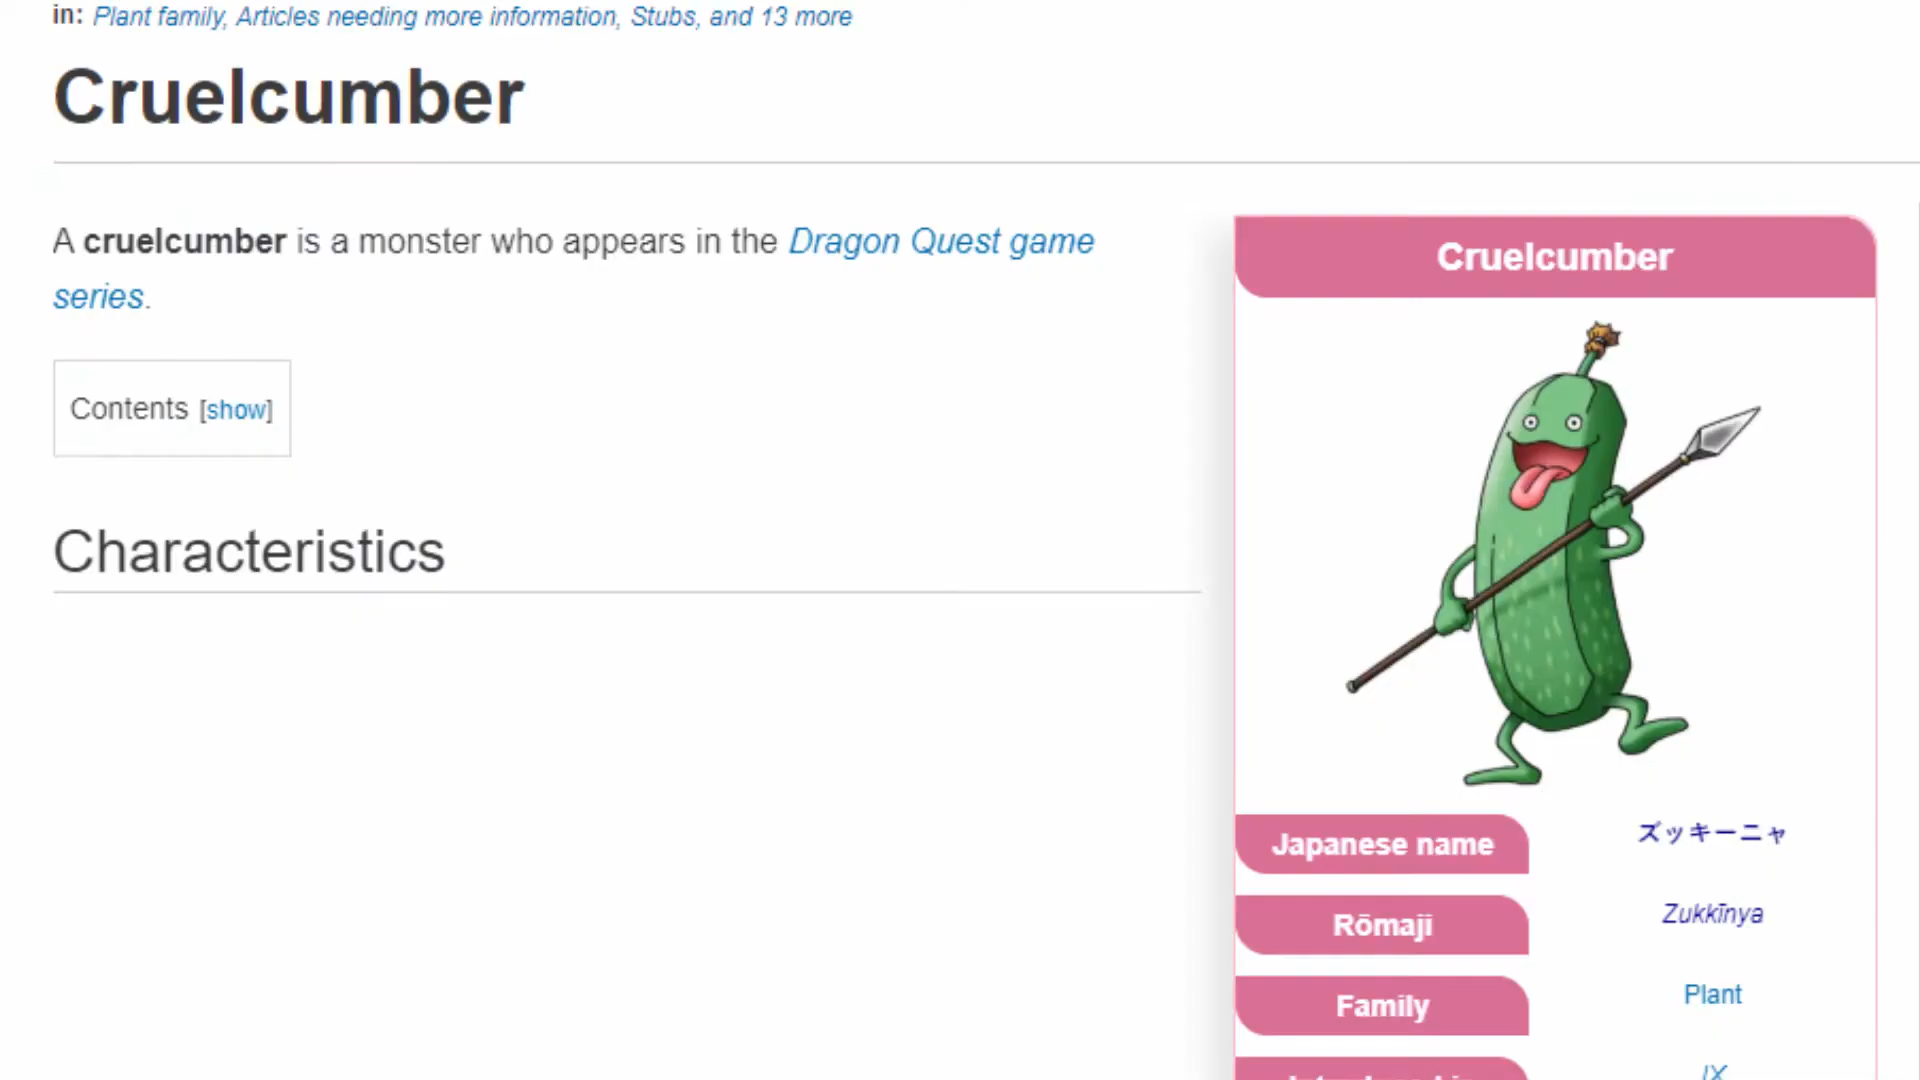 in: Plant family, Articles needing more information, Stubs, and 13 more
Cruelcumber
A cruelcumber is a monster who appears in the Dragon Quest game
series.
Contents [show]
Characteristics
Cruelcumber
Japanese name ズッキーニャ
Rōmaji Zukkīnya
Family Plant
IX